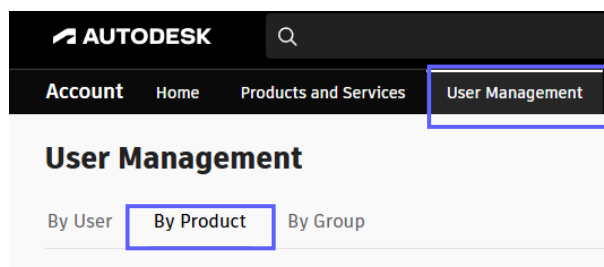 AUTODESK
Account Home Products and Services User Management
User Management
By User By Product By Group